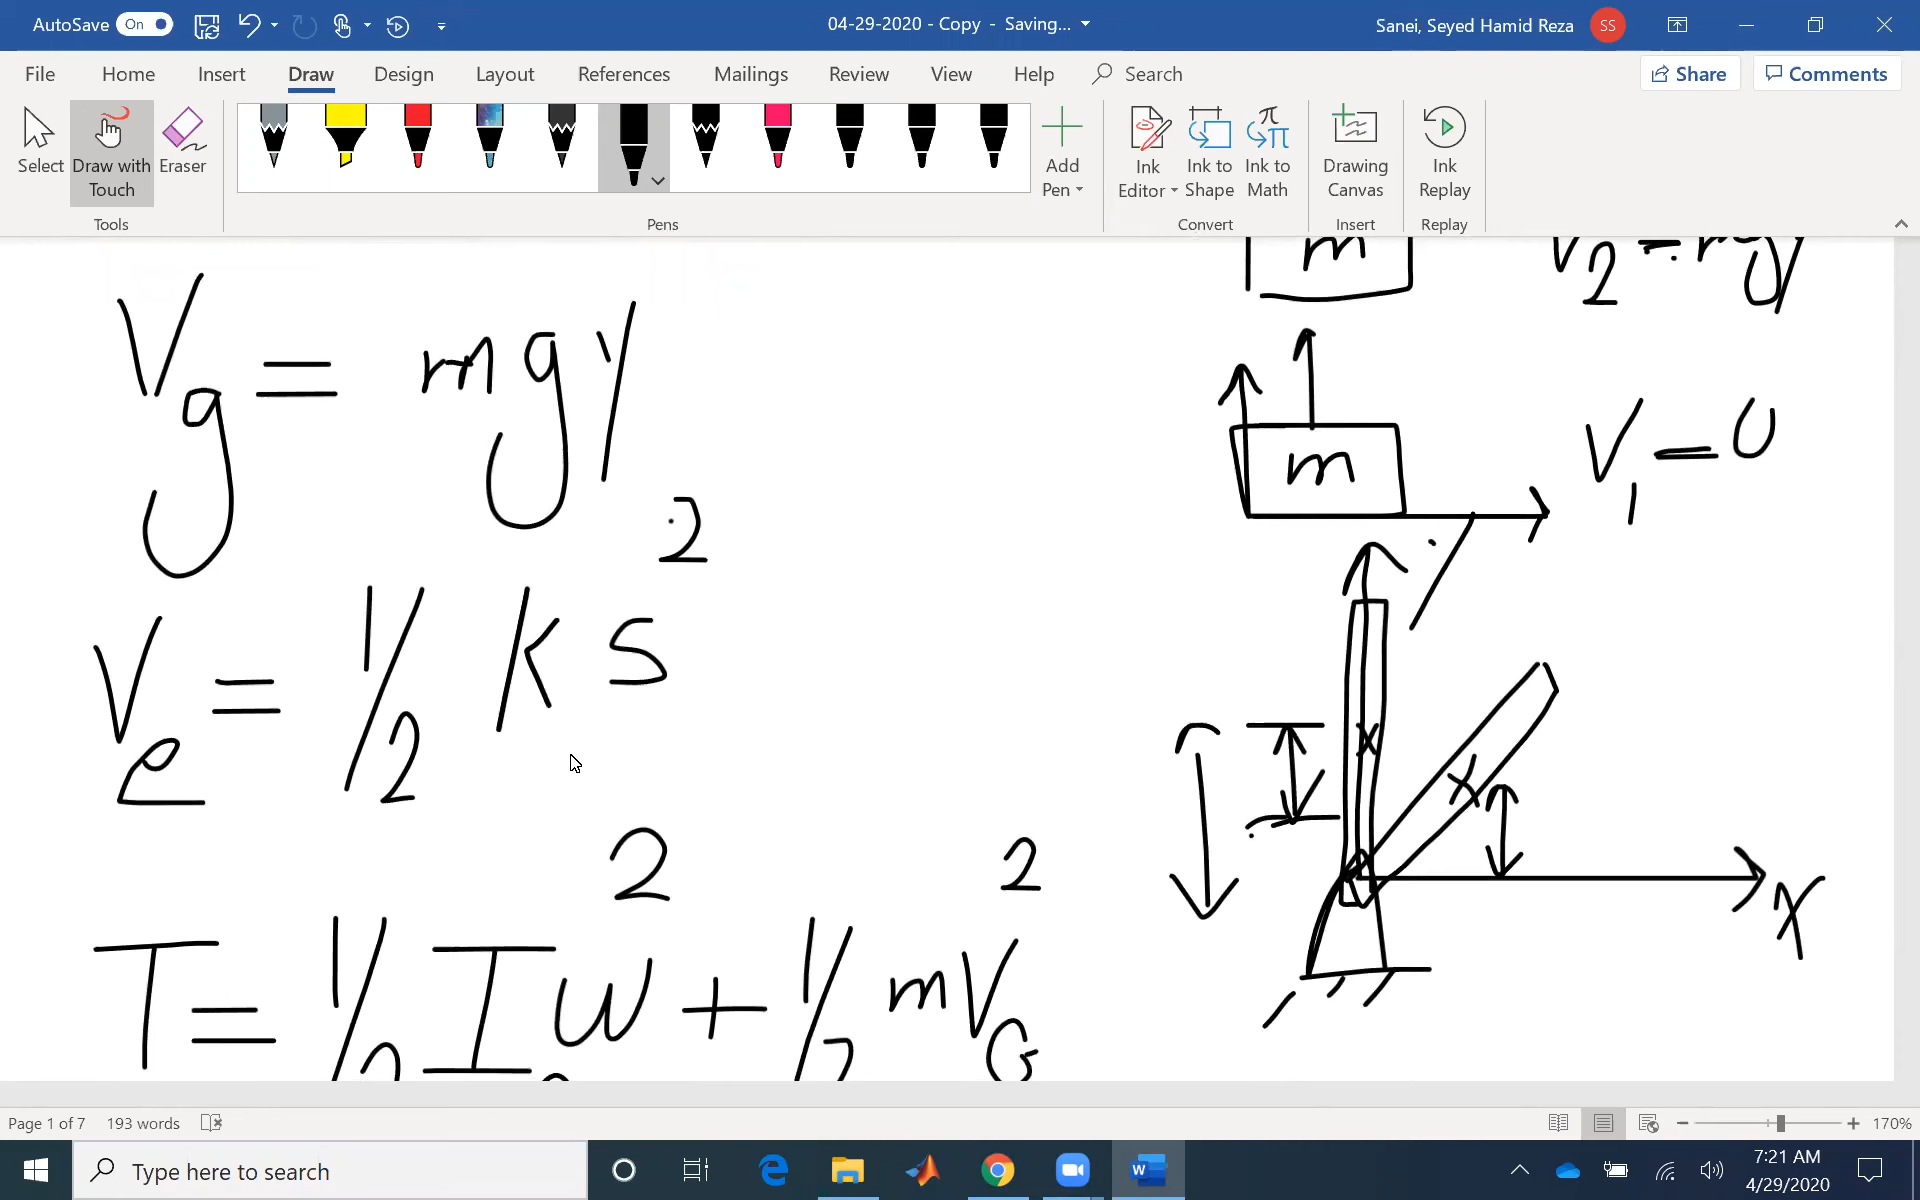 AutoSave On
04-29-2020 - Copy - Saving...
Sanei, Seyed Hamid Reza SS
File Home Insert Draw Design Layout References Mailings Review View Help Search
Share Comments
Select
Draw with Touch
Eraser
Add Pen
Ink Editor
Ink to Shape
Ink to Math
Drawing Canvas
Ink Replay
Tools Pens Convert Insert Replay
m
V2 = mgy
Vg = mgy
m
V1 = 0
Ve = 1/2 k s 2
x
x
X
T = 1/2 I w 2 + 1/2 m VG 2
Page 1 of 7 193 words
170%
Type here to search
7:21 AM
4/29/2020